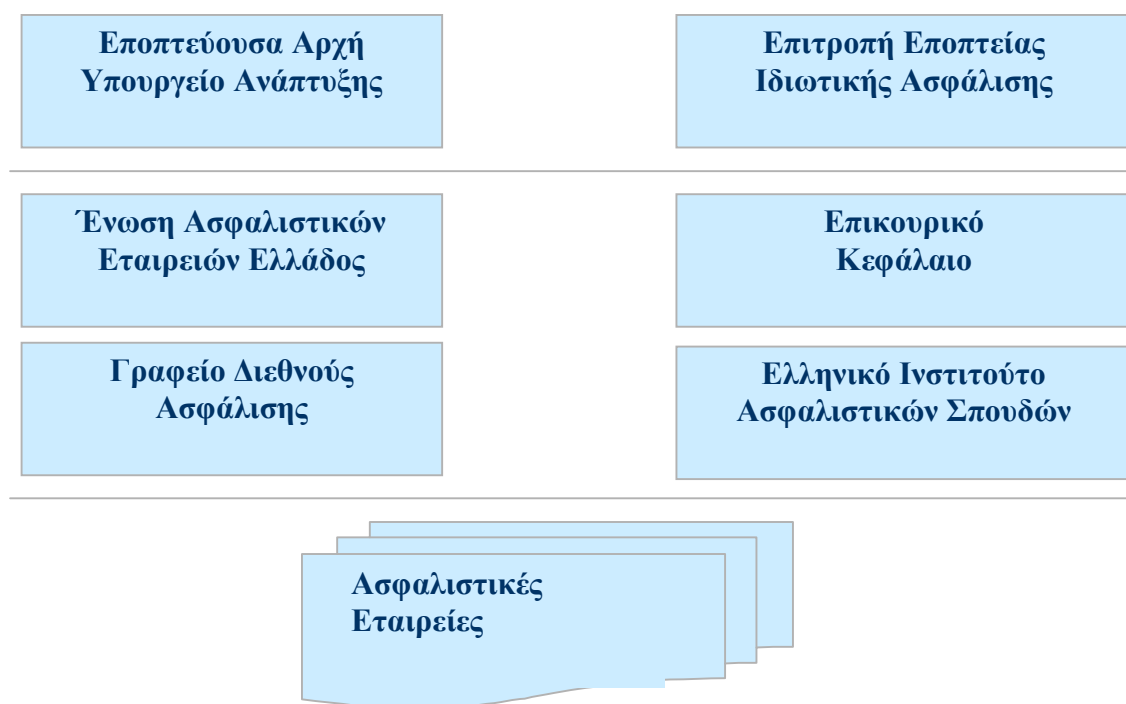 Εποπτεύουσα Αρχή
Υπουργείο Ανάπτυξης
Επιτροπή Εποπτείας
Ιδιωτικής Ασφάλισης
Ένωση Ασφαλιστικών
Εταιρειών Ελλάδος
Επικουρικό
Κεφάλαιο
Γραφείο Διεθνούς
Ασφάλισης
Ελληνικό Ινστιτούτο
Ασφαλιστικών Σπουδών
Ασφαλιστικές
Εταιρείες